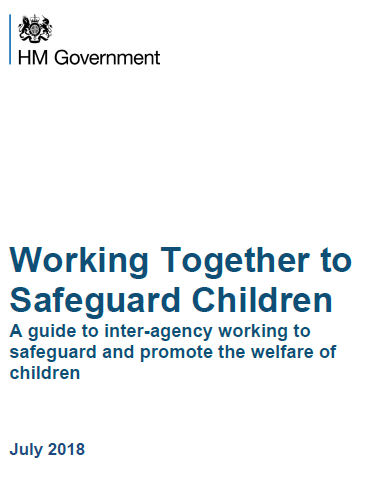 HM Government
Working Together to
Safeguard Children
A guide to inter-agency working to
safeguard and promote the welfare of
children
July 2018